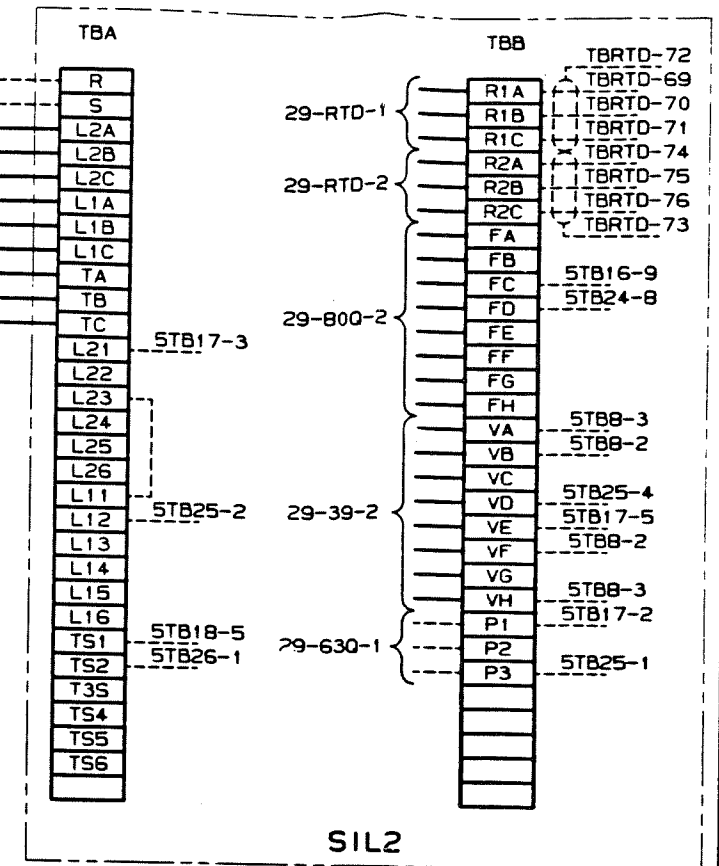 TBA
R
S
L2A
L2B
L2C
L1A
L1B
L1C
TA
TB
TC
L21 5TB17-3
L22
L23
L24
L25
L26
L11
L12 5TB25-2
L13
L14
L15
L16
TS1 5TB18-5
TS2 5TB26-1
T3S
TS4
TS5
TS6
TBB
TBRTD-72
29-RTD-1
R1A TBRTD-69
R1B TBRTD-70
R1C TBRTD-71
29-RTD-2
R2A TBRTD-74
R2B TBRTD-75
R2C TBRTD-76
TBRTD-73
29-80Q-2
FA
FB
FC 5TB16-9
FD 5TB24-8
FE
FF
FG
FH
29-39-2
VA 5TB8-3
VB 5TB8-2
VC
VD 5TB25-4
VE 5TB17-5
VF 5TB8-2
VG
VH 5TB8-3
29-63Q-1
P1 5TB17-2
P2
P3 5TB25-1
SIL2